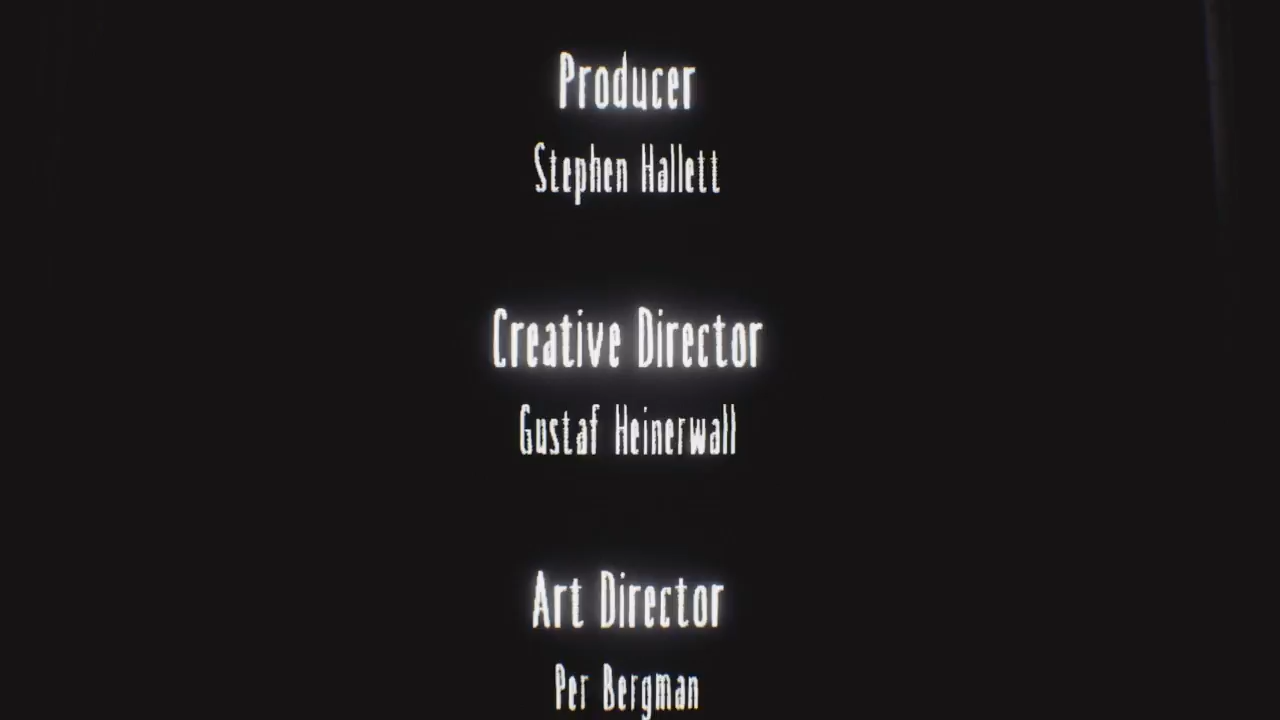 Producer
Stephen Hallett
Creative Director
Gustaf Heinerwall
Art Director
Per Bergman